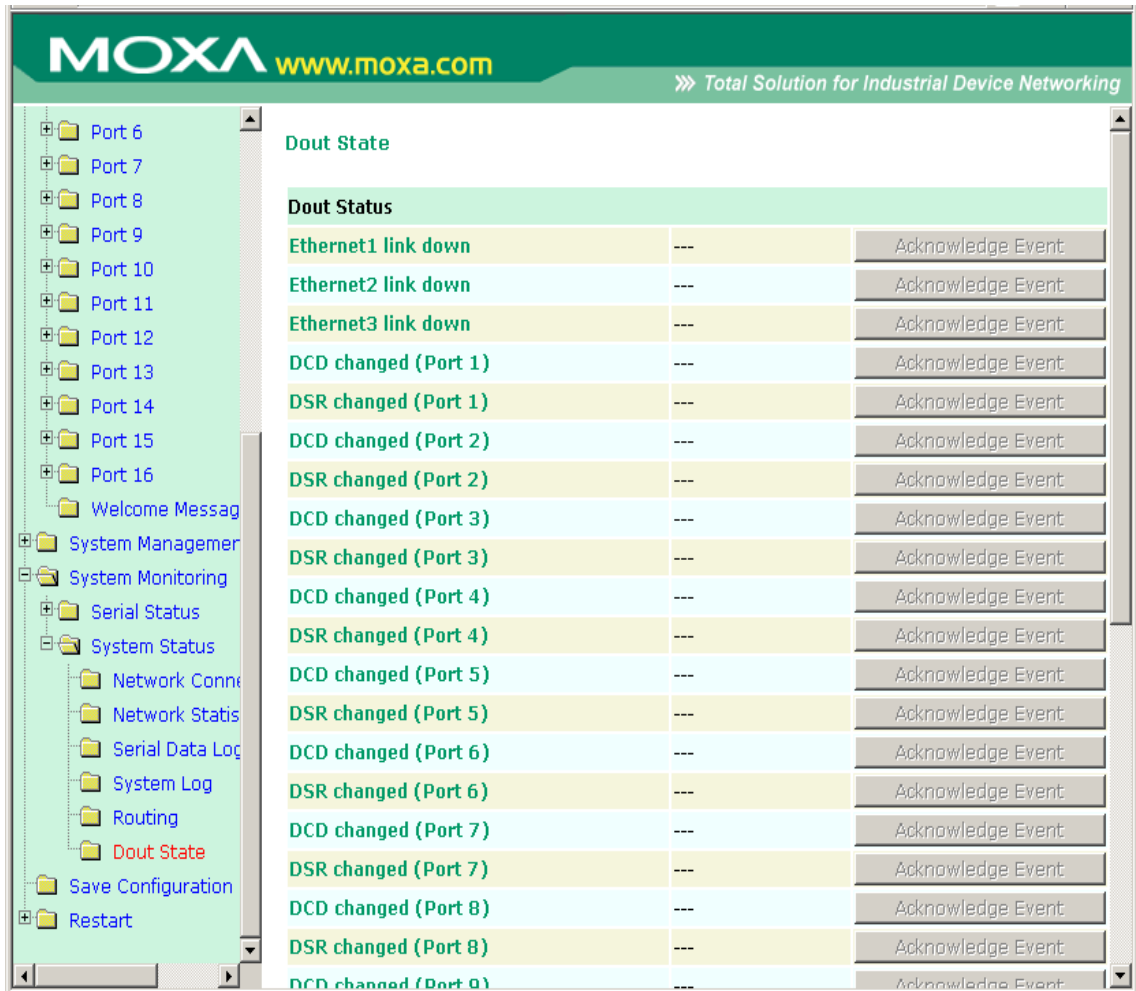 MOXA www.moxa.com
Total Solution for Industrial Device Networking
Port 6
Port 7
Port 8
Port 9
Port 10
Port 11
Port 12
Port 13
Port 14
Port 15
Port 16
Welcome Messag
System Managemen
System Monitoring
Serial Status
System Status
Network Conne
Network Statis
Serial Data Log
System Log
Routing
Dout State
Save Configuration
Restart
Dout State
Dout Status
Ethernet1 link down --- Acknowledge Event
Ethernet2 link down --- Acknowledge Event
Ethernet3 link down --- Acknowledge Event
DCD changed (Port 1) --- Acknowledge Event
DSR changed (Port 1) --- Acknowledge Event
DCD changed (Port 2) --- Acknowledge Event
DSR changed (Port 2) --- Acknowledge Event
DCD changed (Port 3) --- Acknowledge Event
DSR changed (Port 3) --- Acknowledge Event
DCD changed (Port 4) --- Acknowledge Event
DSR changed (Port 4) --- Acknowledge Event
DCD changed (Port 5) --- Acknowledge Event
DSR changed (Port 5) --- Acknowledge Event
DCD changed (Port 6) --- Acknowledge Event
DSR changed (Port 6) --- Acknowledge Event
DCD changed (Port 7) --- Acknowledge Event
DSR changed (Port 7) --- Acknowledge Event
DCD changed (Port 8) --- Acknowledge Event
DSR changed (Port 8) --- Acknowledge Event
DCD changed (Port 9) --- Acknowledge Event